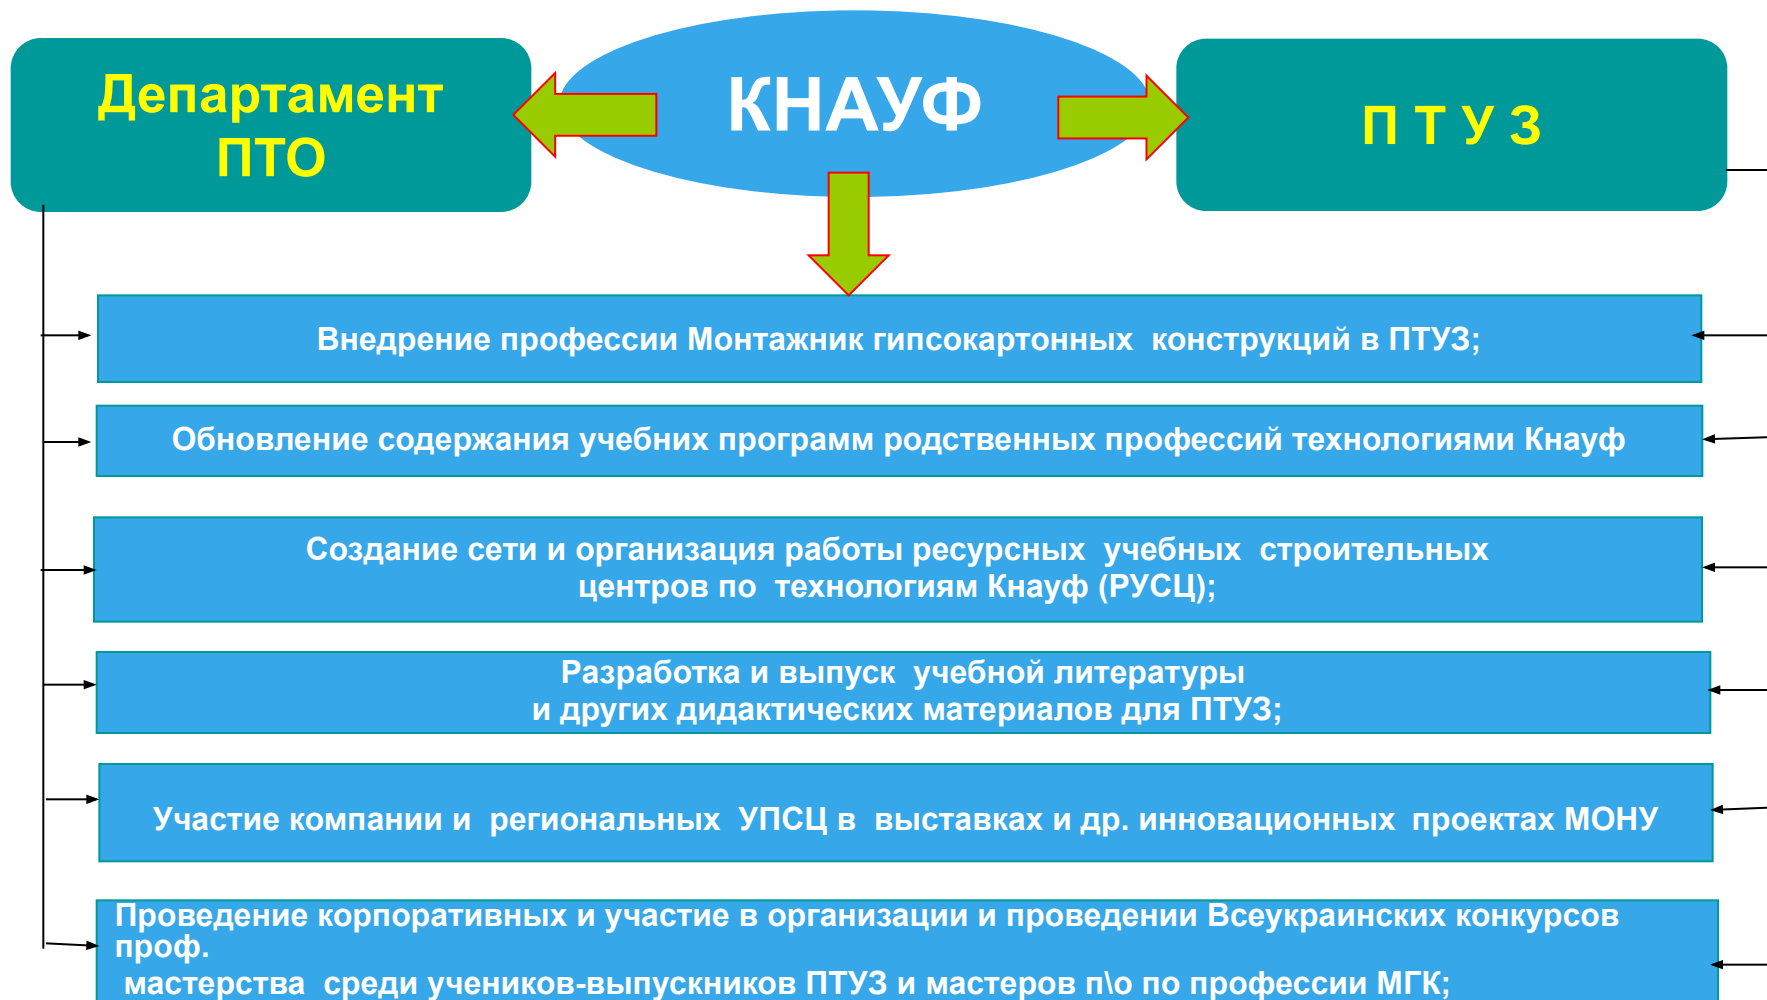 Департамент
ПТО
КНАУФ
П Т У З
Внедрение профессии Монтажник гипсокартонных конструкций в ПТУЗ;
Обновление содержания учебних программ родственных профессий технологиями Кнауф
Создание сети и организация работы ресурсных учебных строительных
центров по технологиям Кнауф (РУСЦ);
Разработка и выпуск учебной литературы
и других дидактических материалов для ПТУЗ;
Участие компании и региональных УПСЦ в выставках и др. инновационных проектах МОНУ
Проведение корпоративных и участие в организации и проведении Всеукраинских конкурсов
проф.
мастерства среди учеников-выпускников ПТУЗ и мастеров п\о по профессии МГК;